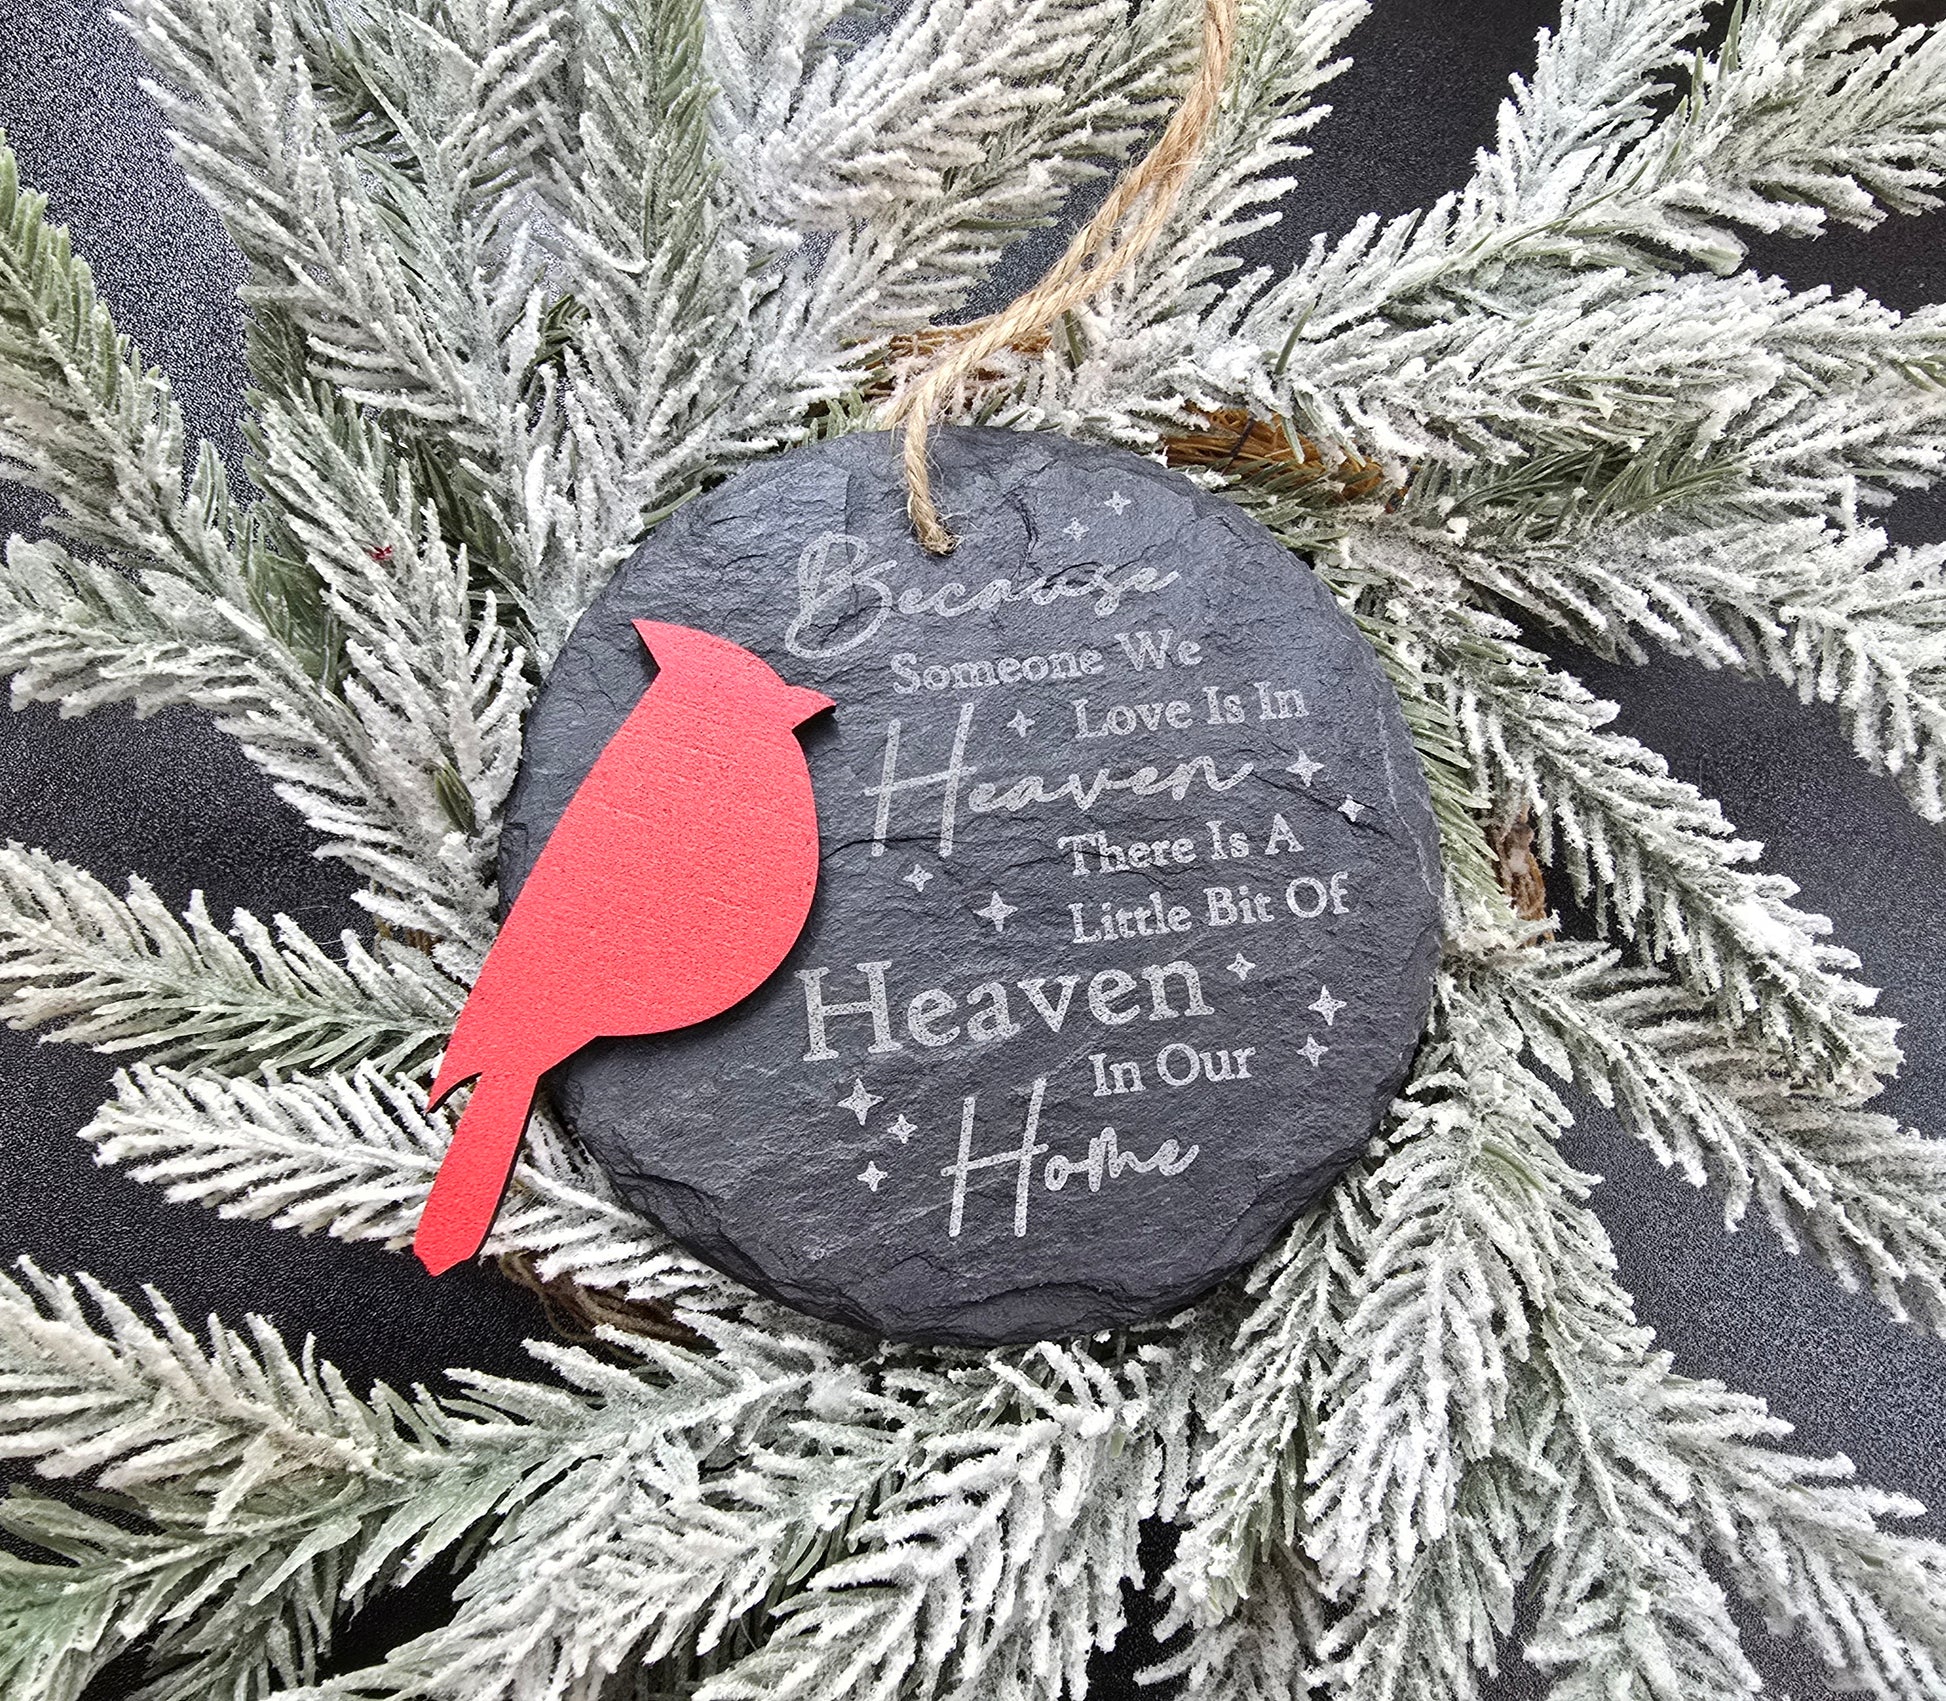 Because
Someone We
Love Is In
Heaven
There Is A
Little Bit Of
Heaven
In Our
Home